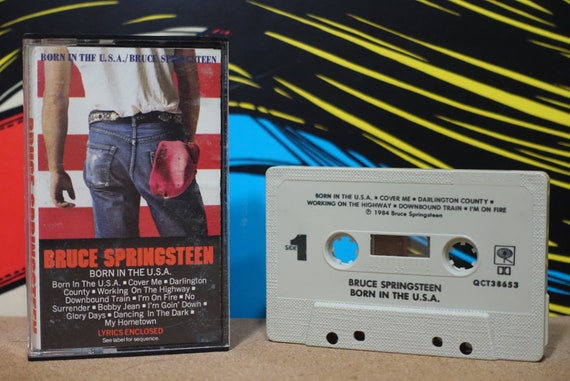 BORN IN THE U.S.A./BRUCE SPRINGSTEEN
BRUCE SPRINGSTEEN
BRUCE SPRINGSTEEN
BORN IN THE U.S.A.
Born In The U.S.A. • Cover Me • Darlington
County • Working On The Highway •
Downbound Train • I'm On Fire • No
Surrender • Bobby Jean • I'm Goin' Down •
Glory Days • Dancing In The Dark •
My Hometown
LYRICS ENCLOSED
See label for sequence.
BORN IN THE U.S.A. • COVER ME • DARLINGTON COUNTY •
WORKING ON THE HIGHWAY • DOWNBOUND TRAIN • I'M ON FIRE
℗ 1984 Bruce Springsteen
SIDE 1
QCT38653
BRUCE SPRINGSTEEN
BORN IN THE U.S.A.